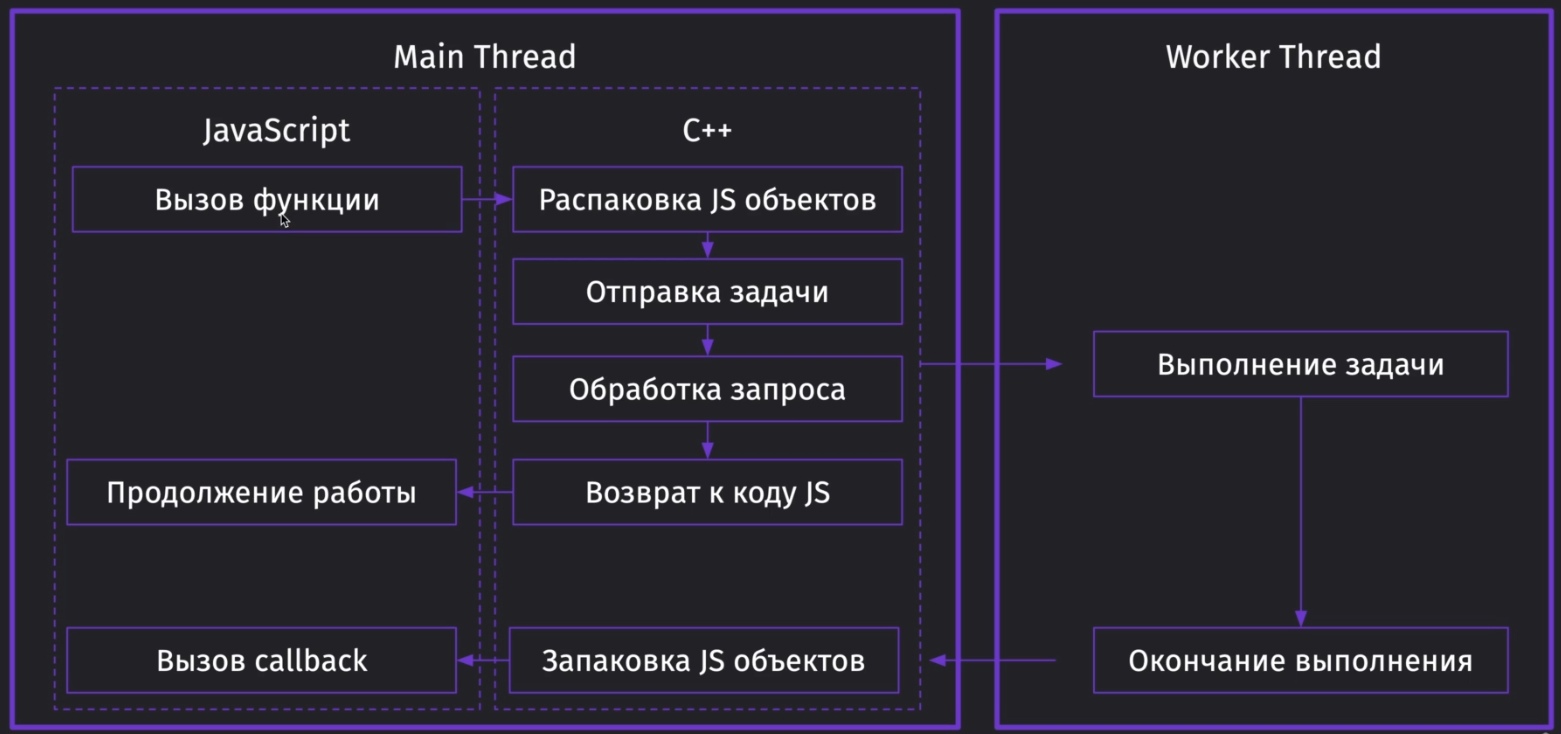 Main Thread
Worker Thread
JavaScript
C++
Вызов функции
Распаковка JS объектов
Отправка задачи
Обработка запроса
Выполнение задачи
Продолжение работы
Возврат к коду JS
Вызов callback
Запаковка JS объектов
Окончание выполнения